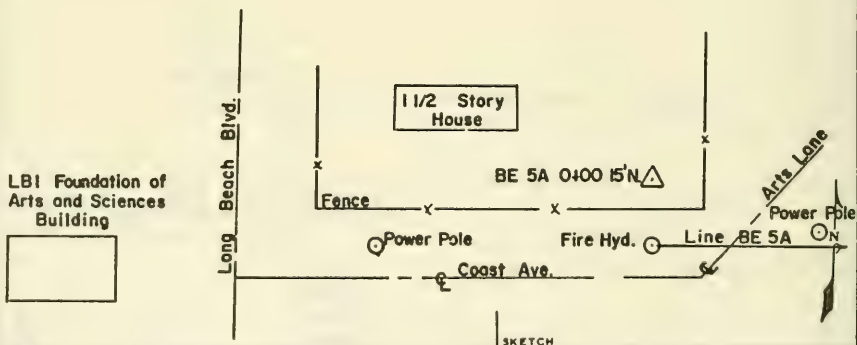 1 1/2 Story
House
Long Beach Blvd.
LBI Foundation of
Arts and Sciences
Building
BE 5A 0+00 15'N.
Arts Lane
Fence
Power Pole
Power Pole
Fire Hyd.
Line BE 5A
N
Coast Ave.
℄
SKETCH